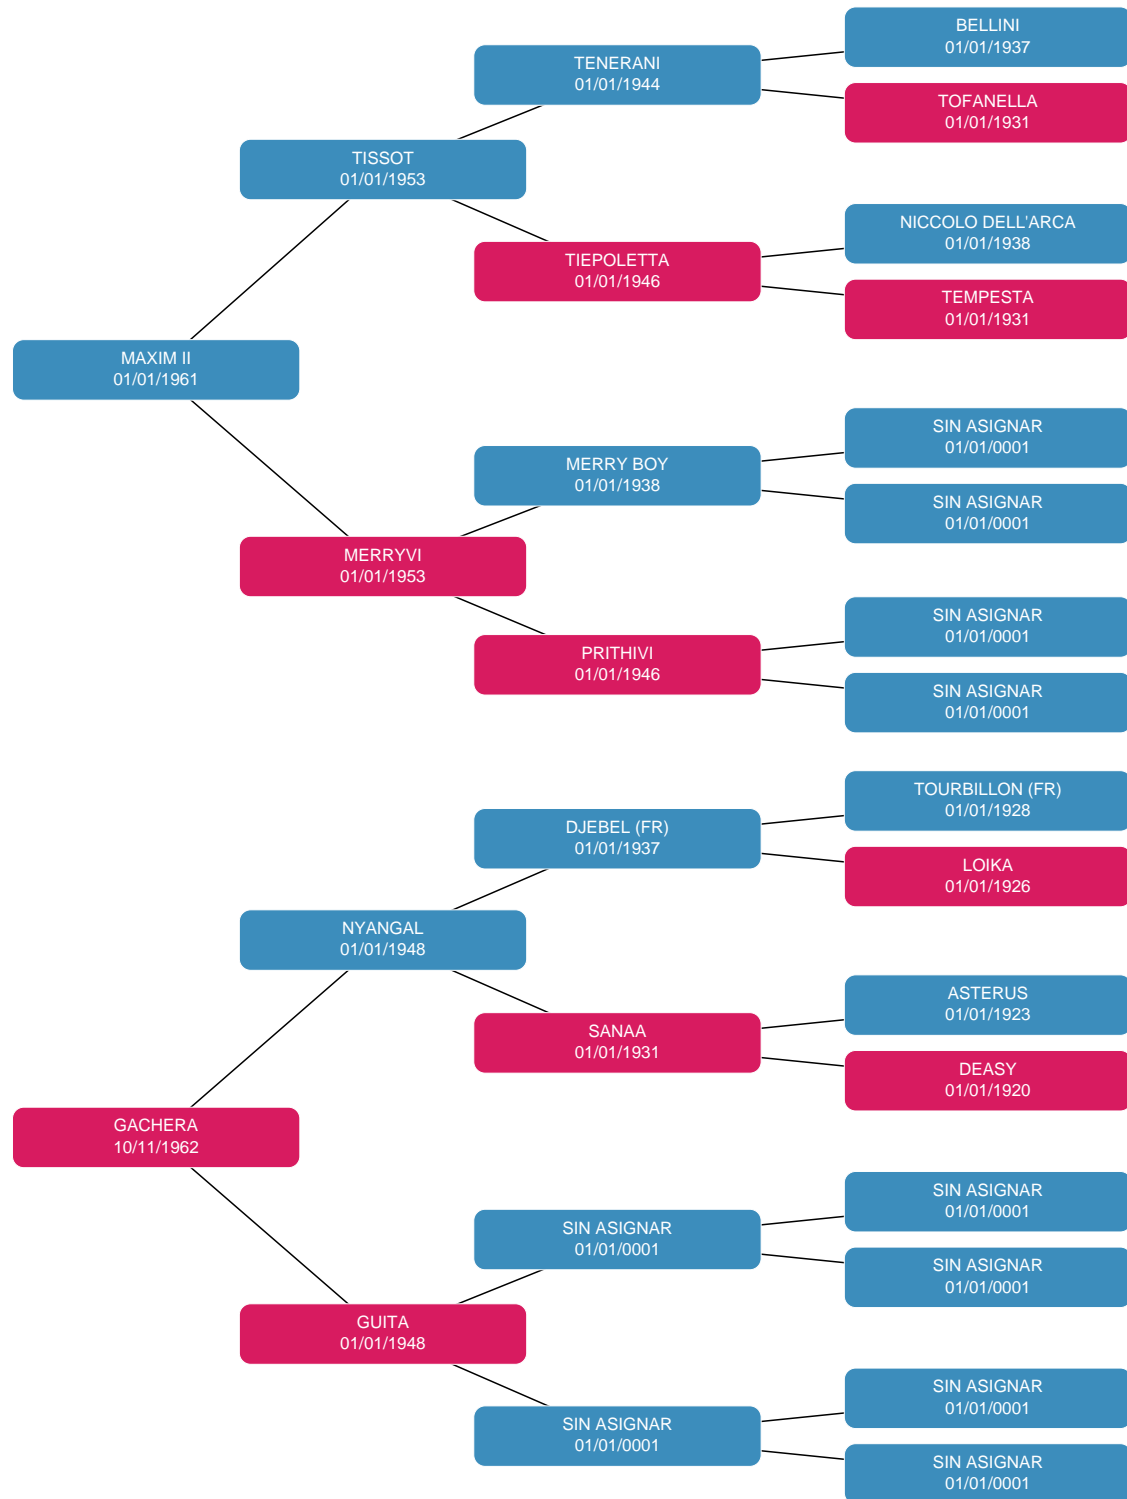 BELLINI
01/01/1937
TENERANI
01/01/1944
TOFANELLA
01/01/1931
TISSOT
01/01/1953
NICCOLO DELL'ARCA
01/01/1938
TIEPOLETTA
01/01/1946
TEMPESTA
01/01/1931
MAXIM II
01/01/1961
SIN ASIGNAR
01/01/0001
MERRY BOY
01/01/1938
SIN ASIGNAR
01/01/0001
MERRYVI
01/01/1953
SIN ASIGNAR
01/01/0001
PRITHIVI
01/01/1946
SIN ASIGNAR
01/01/0001
TOURBILLON (FR)
01/01/1928
DJEBEL (FR)
01/01/1937
LOIKA
01/01/1926
NYANGAL
01/01/1948
ASTERUS
01/01/1923
SANAA
01/01/1931
DEASY
01/01/1920
GACHERA
10/11/1962
SIN ASIGNAR
01/01/0001
SIN ASIGNAR
01/01/0001
SIN ASIGNAR
01/01/0001
GUITA
01/01/1948
SIN ASIGNAR
01/01/0001
SIN ASIGNAR
01/01/0001
SIN ASIGNAR
01/01/0001